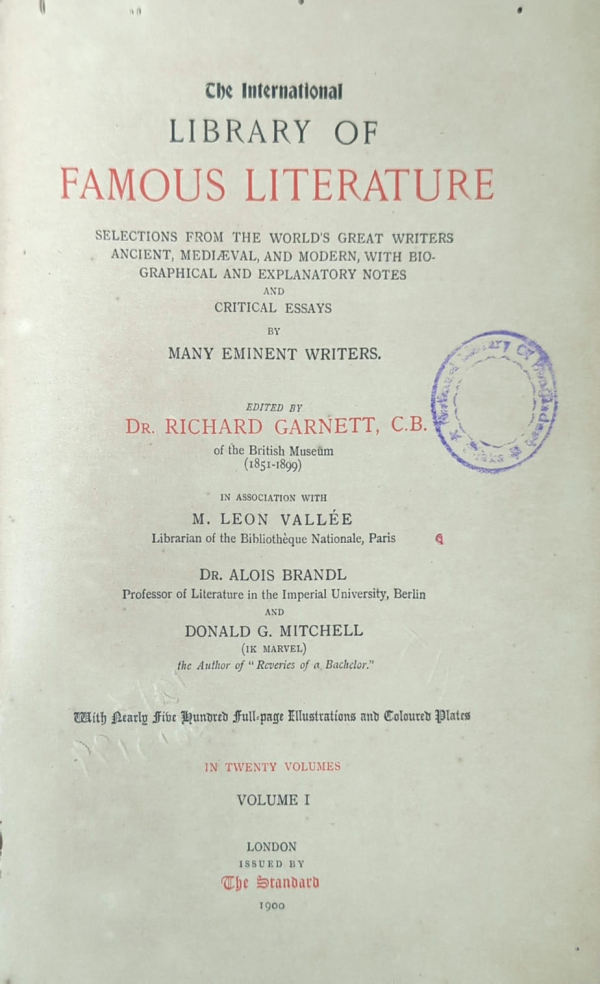 The International
LIBRARY OF
FAMOUS LITERATURE
SELECTIONS FROM THE WORLD'S GREAT WRITERS
ANCIENT, MEDIÆVAL, AND MODERN, WITH BIO-
GRAPHICAL AND EXPLANATORY NOTES
AND
CRITICAL ESSAYS
BY
MANY EMINENT WRITERS.
EDITED BY
DR. RICHARD GARNETT, C.B.
of the British Museum
(1851-1899)
IN ASSOCIATION WITH
M. LEON VALLÉE
Librarian of the Bibliothèque Nationale, Paris
DR. ALOIS BRANDL
Professor of Literature in the Imperial University, Berlin
AND
DONALD G. MITCHELL
(IK MARVEL)
the Author of "Reveries of a Bachelor."
With Nearly Five Hundred Full-page Illustrations and Coloured Plates
IN TWENTY VOLUMES
VOLUME I
LONDON
ISSUED BY
The Standard
1900
Library Of Bangladesh